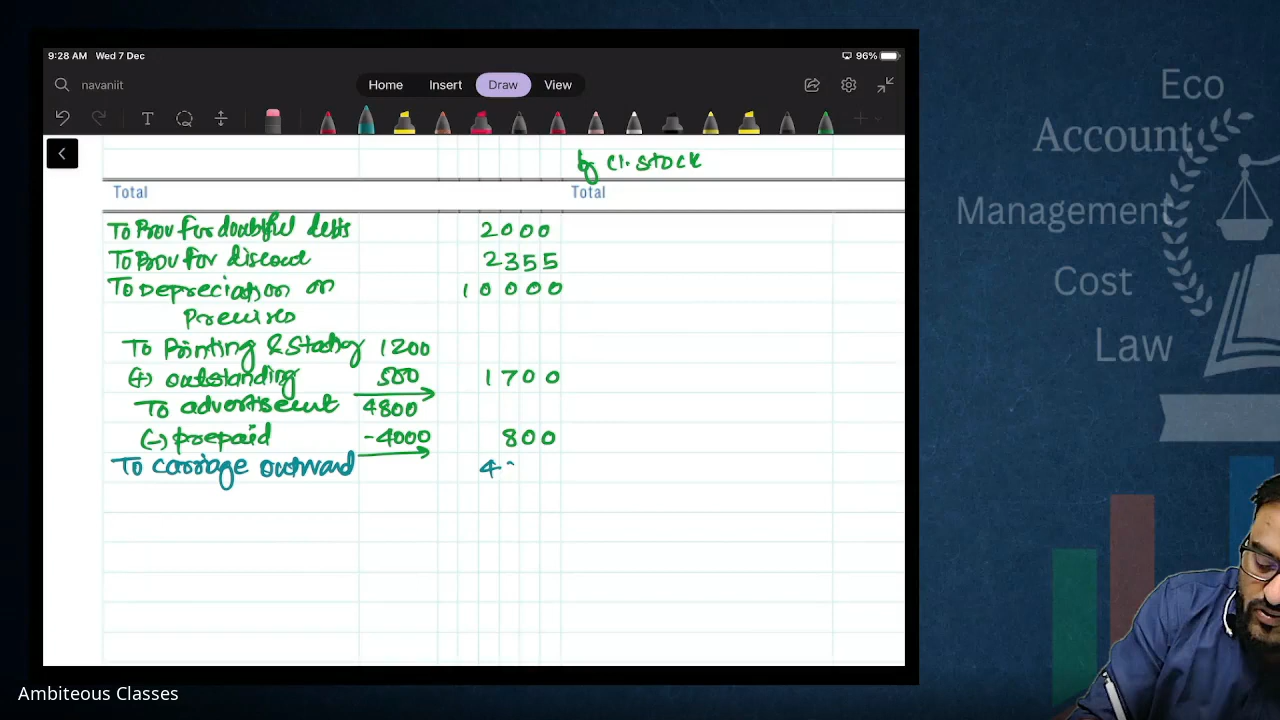 9:28 AM Wed 7 Dec
96%
navaniit
Home Insert Draw View
by Cl. stock
Total Total
To Prov for doubtful debts 2000
To Prov for discount 2355
To Depreciation on 10000
Premises
To Printing & Stationary 1200
(+) outstanding 500 1700
To advertisement 4800
(-) prepaid -4000 800
To carriage outward 4
Eco
Account
Management
Cost
Law
Ambiteous Classes